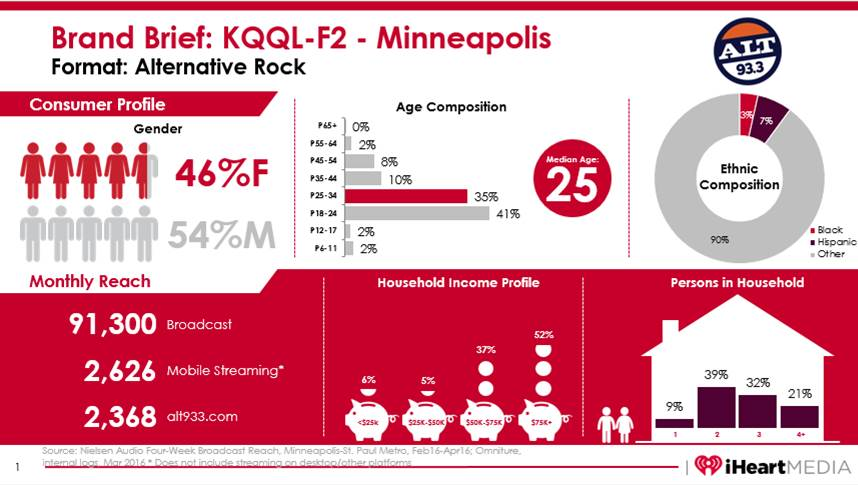 Brand Brief: KQQL-F2 - Minneapolis
Format: Alternative Rock
ALT
93.3
Consumer Profile
Gender
46%F
54%M
Age Composition
P65+ 0%
P55-64 2%
P45-54 8%
P35-44 10%
P25-34 35%
P18-24 41%
P12-17 2%
P6-11 2%
Median Age:
25
3%
7%
90%
Ethnic
Composition
Black
Hispanic
Other
Monthly Reach
91,300 Broadcast
2,626 Mobile Streaming*
2,368 alt933.com
Household Income Profile
6% 5% 37% 52%
<$25k $25K-$50K $50K-$75K $75K+
Persons in Household
9% 39% 32% 21%
1 2 3 4+
Source: Nielsen Audio Four-Week Broadcast Reach, Minneapolis-St. Paul Metro, Feb16-Apr16; Omniture,
internal logs, Mar 2016 * Does not include streaming on desktop/other platforms
1
iHeartMEDIA